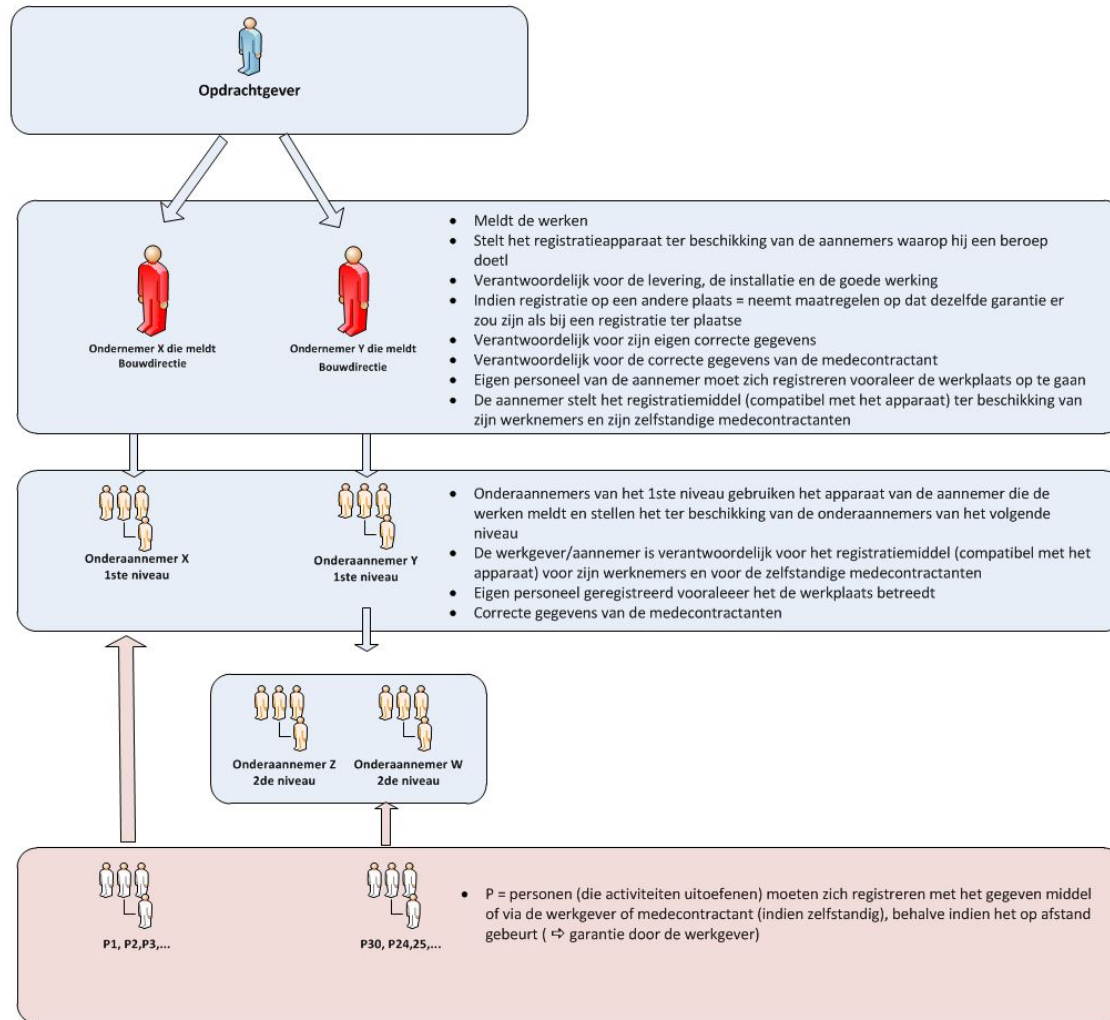 Opdrachtgever
Ondernemer X die meldt
Bouwdirectie
Ondernemer Y die meldt
Bouwdirectie
• Meldt de werken
• Stelt het registratieapparaat ter beschikking van de aannemers waarop hij een beroep
doetl
• Verantwoordelijk voor de levering, de installatie en de goede werking
• Indien registratie op een andere plaats = neemt maatregelen op dat dezelfde garantie er
zou zijn als bij een registratie ter plaatse
• Verantwoordelijk voor zijn eigen correcte gegevens
• Verantwoordelijk voor de correcte gegevens van de medecontractant
• Eigen personeel van de aannemer moet zich registreren vooraleer de werkplaats op te gaan
• De aannemer stelt het registratiemiddel (compatibel met het apparaat) ter beschikking van
zijn werknemers en zijn zelfstandige medecontractanten
Onderaannemer X
1ste niveau
Onderaannemer Y
1ste niveau
• Onderaannemers van het 1ste niveau gebruiken het apparaat van de aannemer die de
werken meldt en stellen het ter beschikking van de onderaannemers van het volgende
niveau
• De werkgever/aannemer is verantwoordelijk voor het registratiemiddel (compatibel met het
apparaat) voor zijn werknemers en voor de zelfstandige medecontractanten
• Eigen personeel geregistreerd vooraleeer het de werkplaats betreedt
• Correcte gegevens van de medecontractanten
Onderaannemer Z
2de niveau
Onderaannemer W
2de niveau
P1, P2,P3,...
P30, P24,25,...
• P = personen (die activiteiten uitoefenen) moeten zich registreren met het gegeven middel
of via de werkgever of medecontractant (indien zelfstandig), behalve indien het op afstand
gebeurt ( ⇨ garantie door de werkgever)